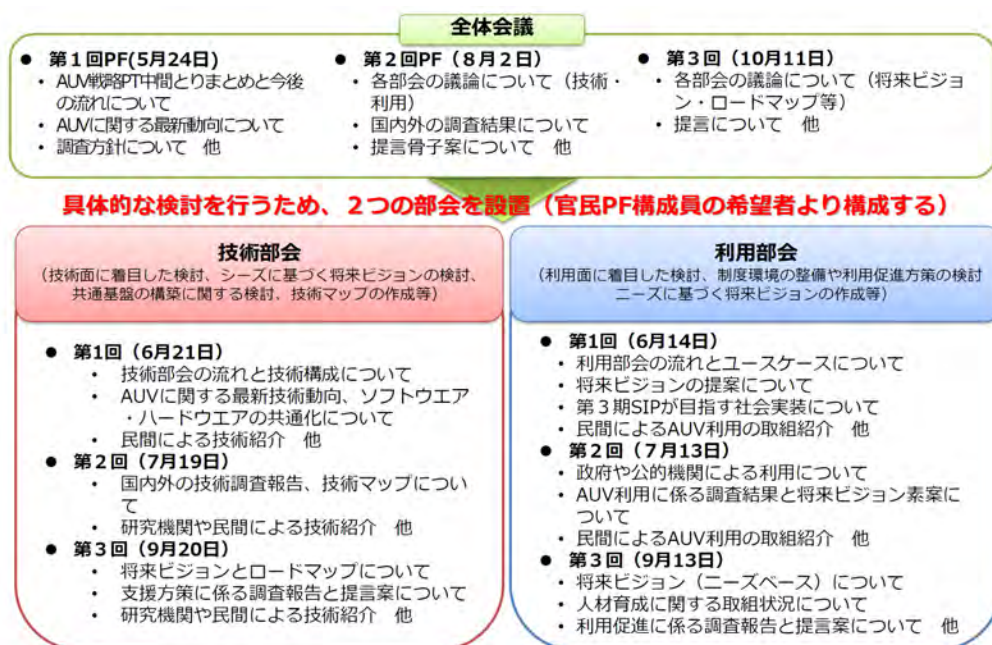 全体会議
● 第１回PF(5月24日)
• AUV戦略PT中間とりまとめと今後
の流れについて
• AUVに関する最新動向について
• 調査方針について　他
● 第２回PF（８月２日）
• 各部会の議論について（技術・
利用）
• 国内外の調査結果について
• 提言骨子案について　他
● 第３回（10月11日）
• 各部会の議論について（将来ビジョ
ン・ロードマップ等）
• 提言について　他
具体的な検討を行うため、２つの部会を設置（官民PF構成員の希望者より構成する）
技術部会
（技術面に着目した検討、シーズに基づく将来ビジョンの検討、
共通基盤の構築に関する検討、技術マップの作成等）
● 第1回（6月21日）
• 技術部会の流れと技術構成について
• AUVに関する最新技術動向、ソフトウエア
・ハードウエアの共通化について
• 民間による技術紹介　他
● 第２回（7月19日）
• 国内外の技術調査報告、技術マップについ
て
• 研究機関や民間による技術紹介　他
● 第３回（9月20日）
• 将来ビジョンとロードマップについて
• 支援方策に係る調査報告と提言案について
• 研究機関や民間による技術紹介　他
利用部会
（利用面に着目した検討、制度環境の整備や利用促進方策の検討
ニーズに基づく将来ビジョンの作成等）
● 第1回（6月14日）
• 利用部会の流れとユースケースについて
• 将来ビジョンの提案について
• 第３期SIPが目指す社会実装について
• 民間によるAUV利用の取組紹介　他
● 第２回（７月13日）
• 政府や公的機関による利用について
• AUV利用に係る調査結果と将来ビジョン素案に
ついて
• 民間によるAUV利用の取組紹介　他
● 第３回（9月13日）
• 将来ビジョン（ニーズベース）について
• 人材育成に関する取組状況について
• 利用促進に係る調査報告と提言案について　他